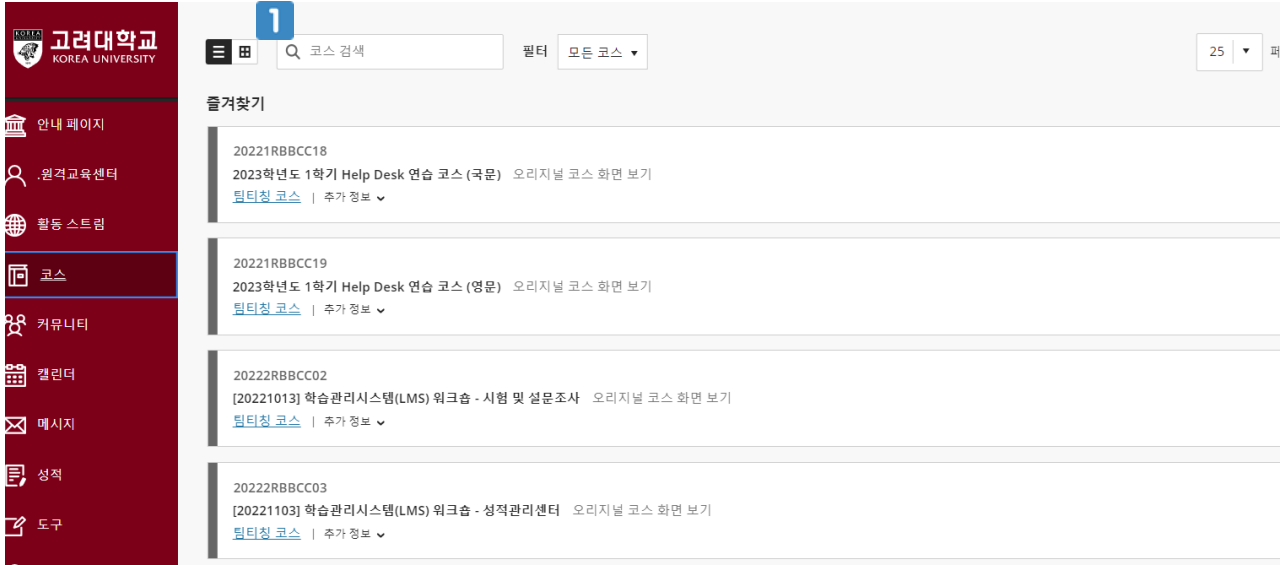 KOREA
고려대학교
KOREA UNIVERSITY
1
코스 검색
필터
모든 코스
25
안내 페이지
.원격교육센터
활동 스트림
코스
커뮤니티
캘린더
메시지
성적
도구
즐겨찾기
20221RBBCC18
2023학년도 1학기 Help Desk 연습 코스 (국문) 오리지널 코스 화면 보기
팀티칭 코스 | 추가 정보
20221RBBCC19
2023학년도 1학기 Help Desk 연습 코스 (영문) 오리지널 코스 화면 보기
팀티칭 코스 | 추가 정보
20222RBBCC02
[20221013] 학습관리시스템(LMS) 워크숍 - 시험 및 설문조사 오리지널 코스 화면 보기
팀티칭 코스 | 추가 정보
20222RBBCC03
[20221103] 학습관리시스템(LMS) 워크숍 - 성적관리센터 오리지널 코스 화면 보기
팀티칭 코스 | 추가 정보